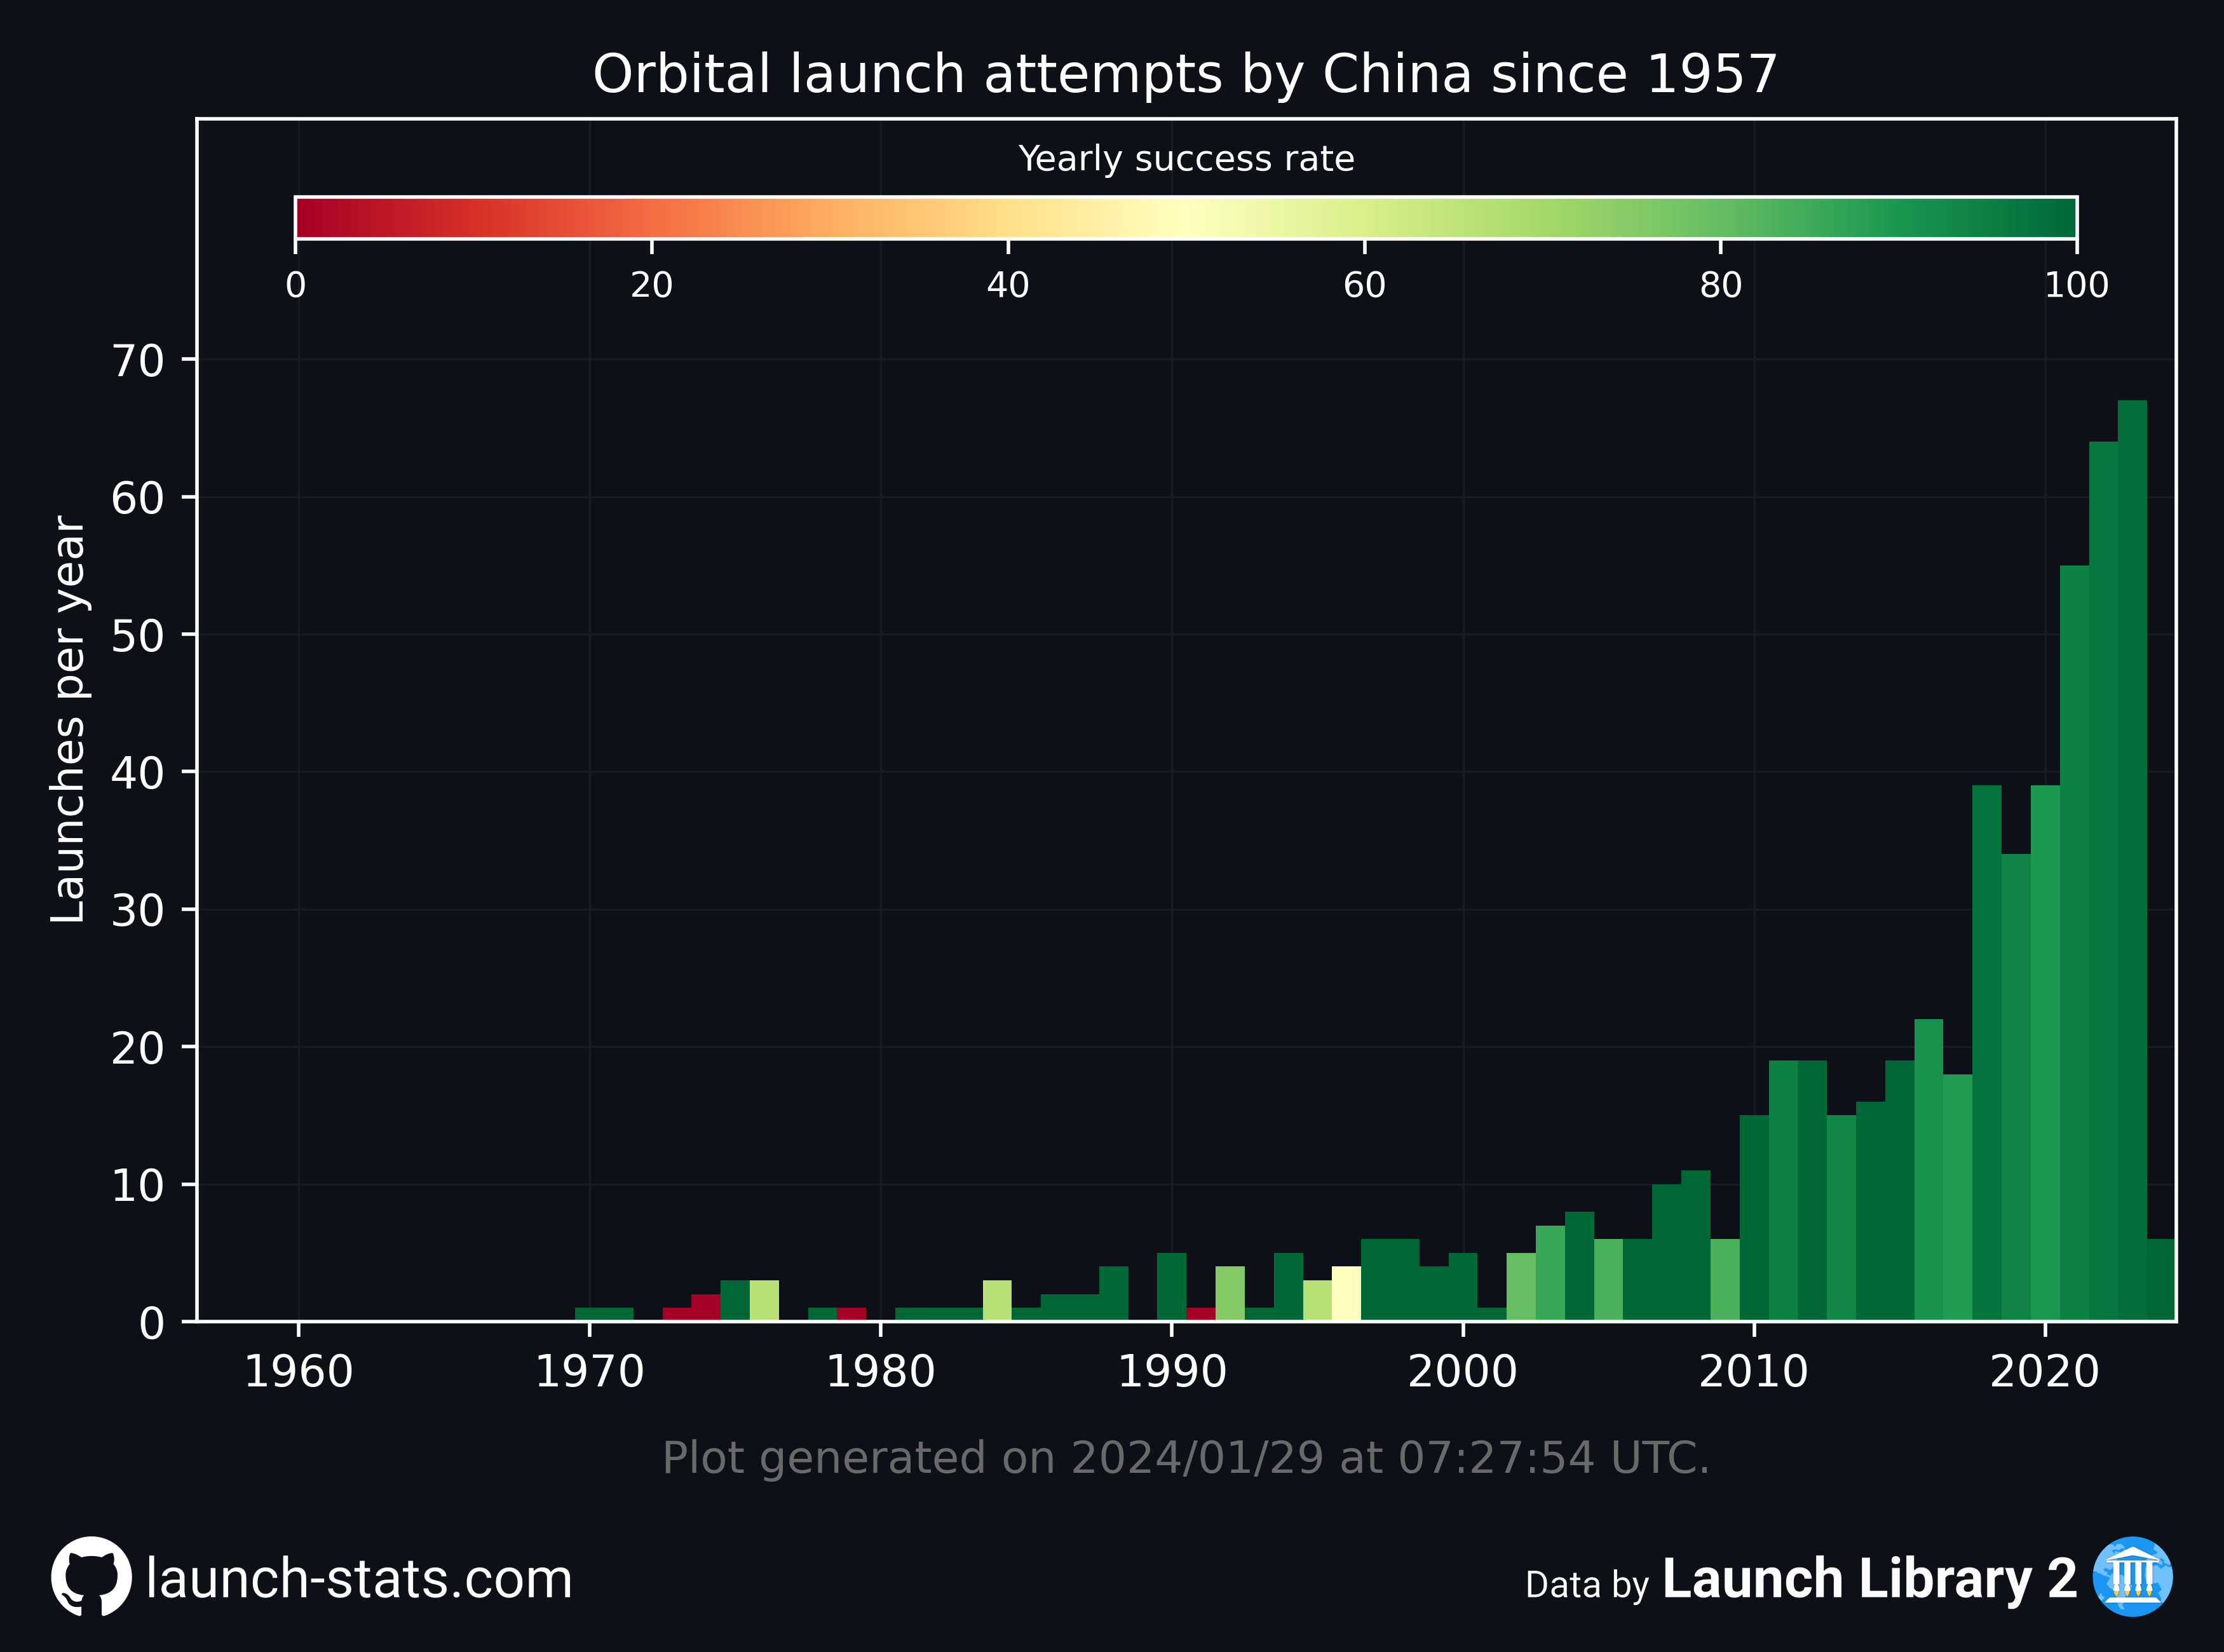 Orbital launch attempts by China since 1957
Yearly success rate
0 20 40 60 80 100
Launches per year
70
60
50
40
30
20
10
0
1960 1970 1980 1990 2000 2010 2020
Plot generated on 2024/01/29 at 07:27:54 UTC.
launch-stats.com
Data by Launch Library 2